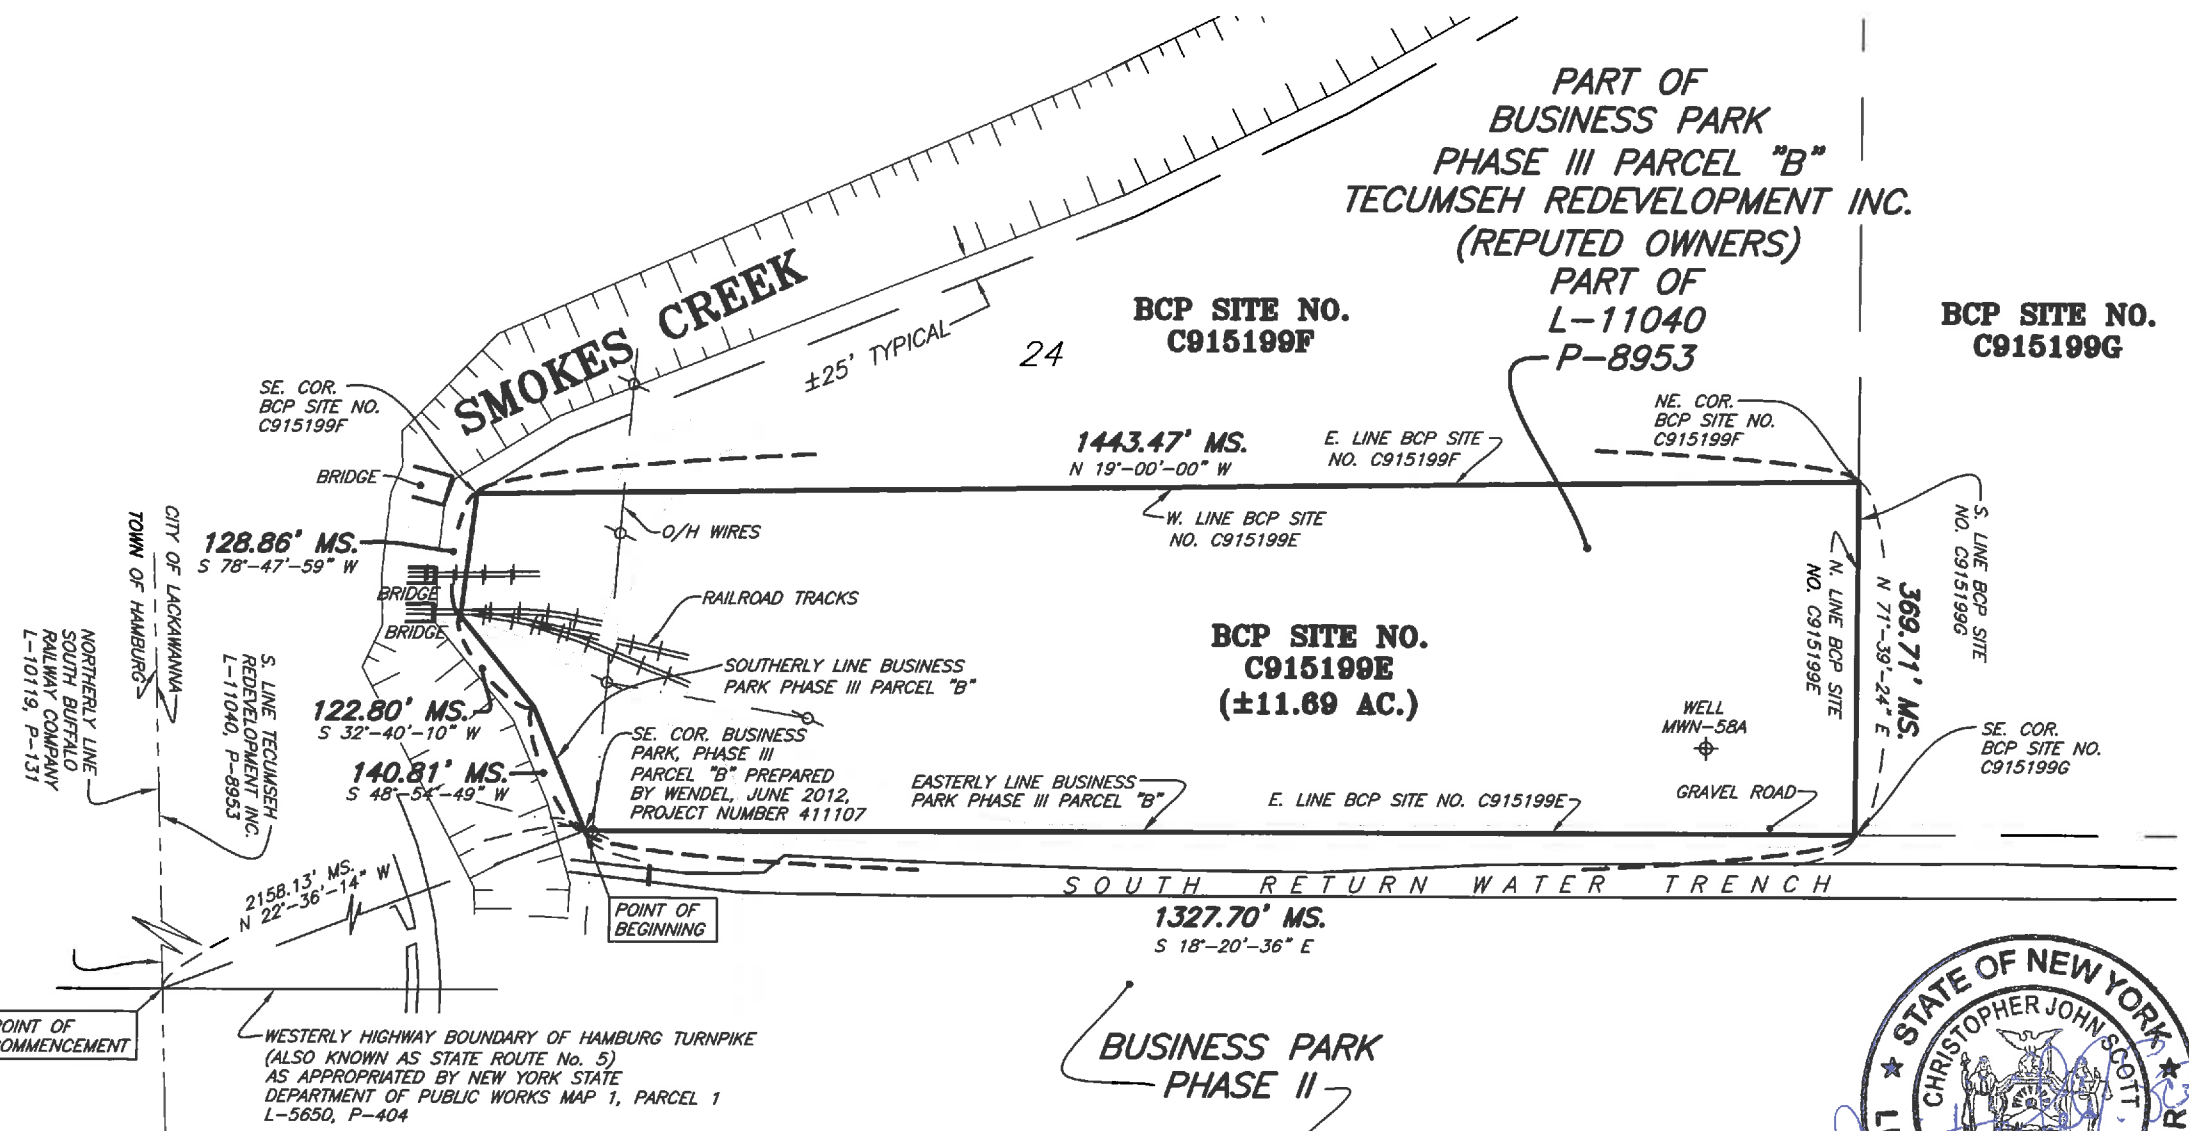 PART OF
BUSINESS PARK
PHASE III PARCEL "B"
TECUMSEH REDEVELOPMENT INC.
(REPUTED OWNERS)
PART OF
L-11040
P-8953
BCP SITE NO.
C915199F
BCP SITE NO.
C915199G
SMOKES CREEK
±25' TYPICAL
24
SE. COR.
BCP SITE NO.
C915199F
BRIDGE
NE. COR.
BCP SITE NO.
C915199F
1443.47' MS.
N 19°-00'-00" W
E. LINE BCP SITE
NO. C915199F
W. LINE BCP SITE
NO. C915199E
O/H WIRES
128.86' MS.
S 78°-47'-59" W
BRIDGE
BRIDGE
RAILROAD TRACKS
CITY OF LACKAWANNA
TOWN OF HAMBURG
S. LINE BCP SITE
NO. C915199G
N. LINE BCP SITE
NO. C915199E
369.71' MS.
N 71°-39'-24" E
BCP SITE NO.
C915199E
(±11.69 AC.)
SOUTHERLY LINE BUSINESS
PARK PHASE III PARCEL "B"
NORTHERLY LINE
SOUTH BUFFALO
RAILWAY COMPANY
L-10119, P-131
S. LINE TECUMSEH
REDEVELOPMENT INC.
L-11040, P-8953
122.80' MS.
S 32°-40'-10" W
SE. COR. BUSINESS
PARK, PHASE III
PARCEL "B" PREPARED
BY WENDEL, JUNE 2012,
PROJECT NUMBER 411107
140.81' MS.
S 48°-54'-49" W
WELL
MWN-58A
SE. COR.
BCP SITE NO.
C915199G
EASTERLY LINE BUSINESS
PARK PHASE III PARCEL "B"
E. LINE BCP SITE NO. C915199E
GRAVEL ROAD
2158.13' MS.
N 22°-36'-14" W
SOUTH RETURN WATER TRENCH
POINT OF
BEGINNING
1327.70' MS.
S 18°-20'-36" E
POINT OF
COMMENCEMENT
WESTERLY HIGHWAY BOUNDARY OF HAMBURG TURNPIKE
(ALSO KNOWN AS STATE ROUTE No. 5)
AS APPROPRIATED BY NEW YORK STATE
DEPARTMENT OF PUBLIC WORKS MAP 1, PARCEL 1
L-5650, P-404
BUSINESS PARK
PHASE II
STATE OF NEW YORK
CHRISTOPHER JOHN SCOTT